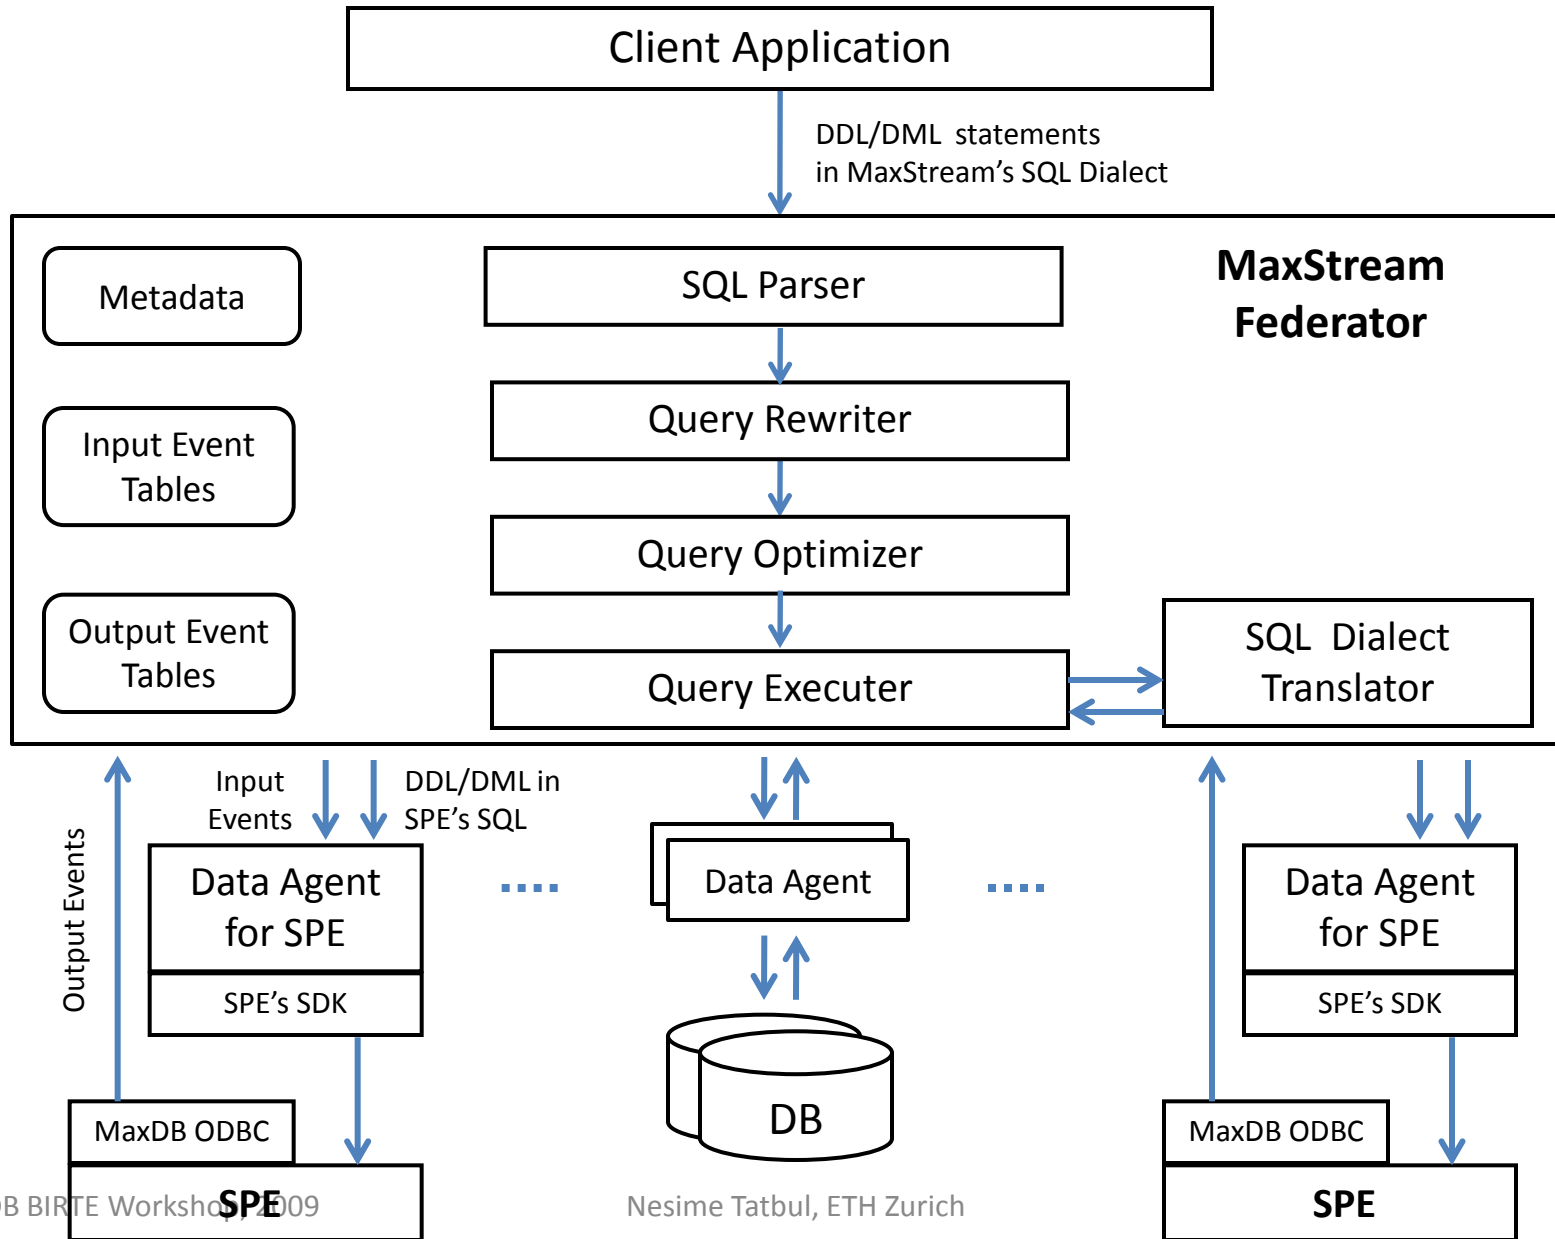 Client Application
DDL/DML statements
in MaxStream's SQL Dialect
MaxStream
Federator
Metadata
SQL Parser
Input Event
Tables
Query Rewriter
Query Optimizer
Output Event
Tables
Query Executer
SQL Dialect
Translator
Input
Events
DDL/DML in
SPE's SQL
Output Events
Data Agent
for SPE
SPE's SDK
.....
Data Agent
.....
Data Agent
for SPE
SPE's SDK
DB
MaxDB ODBC
SPE
MaxDB ODBC
SPE
B BIRTE Workshop, 2009
Nesime Tatbul, ETH Zurich